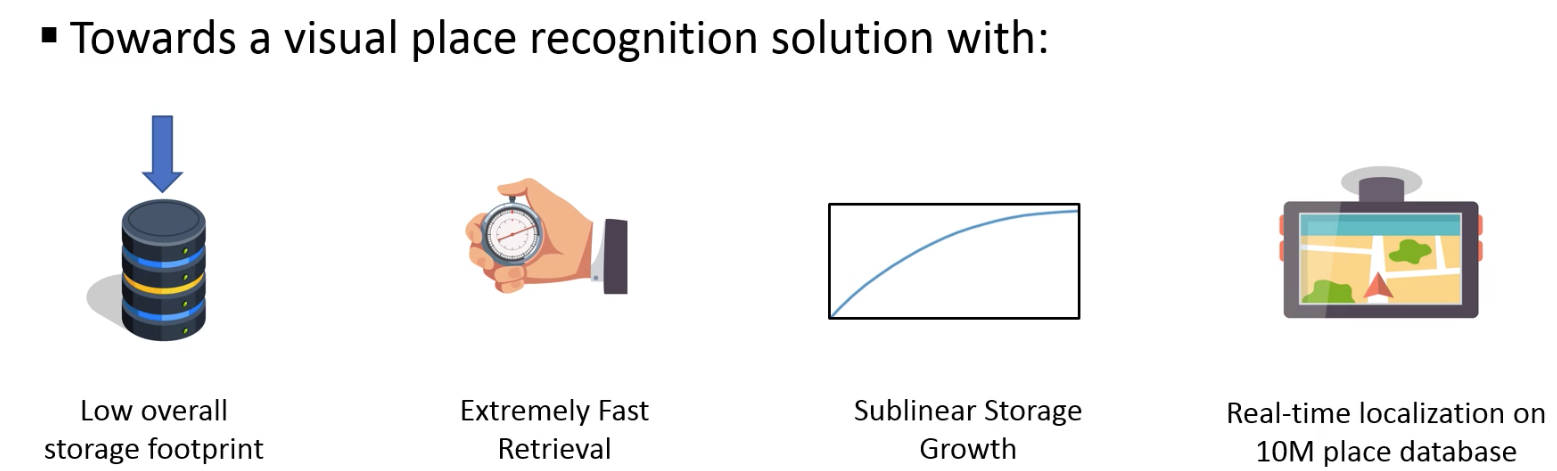 ▪ Towards a visual place recognition solution with:
Low overall
storage footprint
Extremely Fast
Retrieval
Sublinear Storage
Growth
Real-time localization on
10M place database